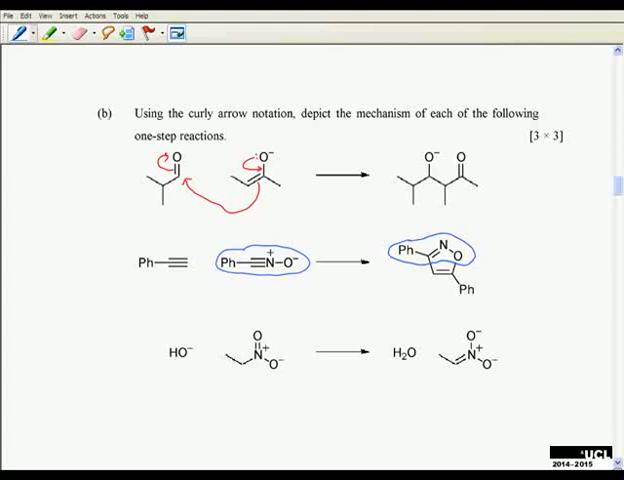 File Edit View Insert Actions Tools Help
(b) Using the curly arrow notation, depict the mechanism of each of the following
one-step reactions. [3 × 3]
O :O⁻ O⁻ O
Ph Ph N⁺ O⁻ Ph N O Ph
HO⁻ O N⁺ O⁻ H₂O O⁻ N⁺ O⁻
UCL
2014-2015